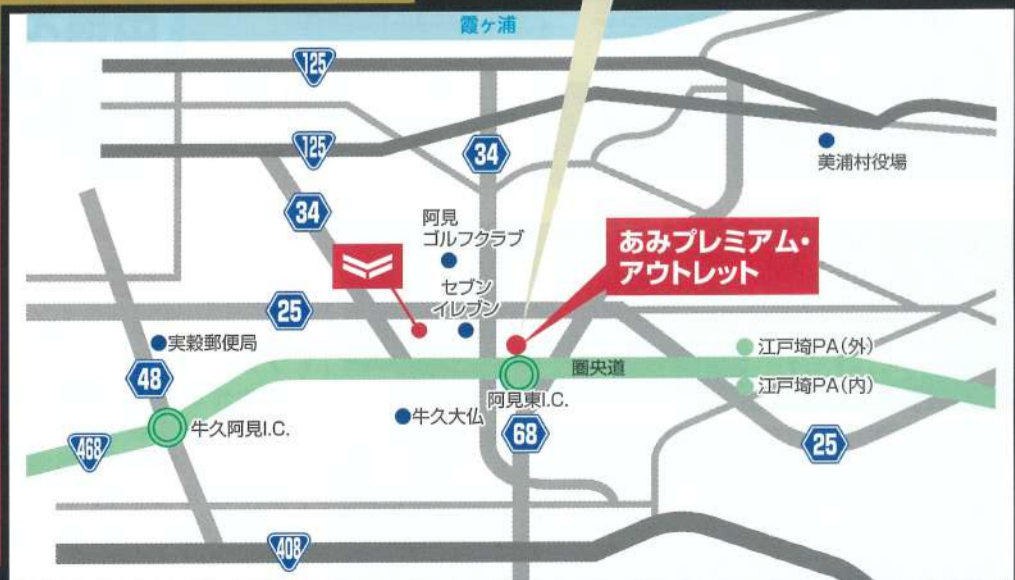 霞ヶ浦
125
125
34
美浦村役場
34
阿見
ゴルフクラブ
あみプレミアム・
アウトレット
セブン
イレブン
25
実穀郵便局
江戸埼PA(外)
圏央道
48
江戸埼PA(内)
阿見東I.C.
牛久大仏
牛久阿見I.C.
68
25
468
408